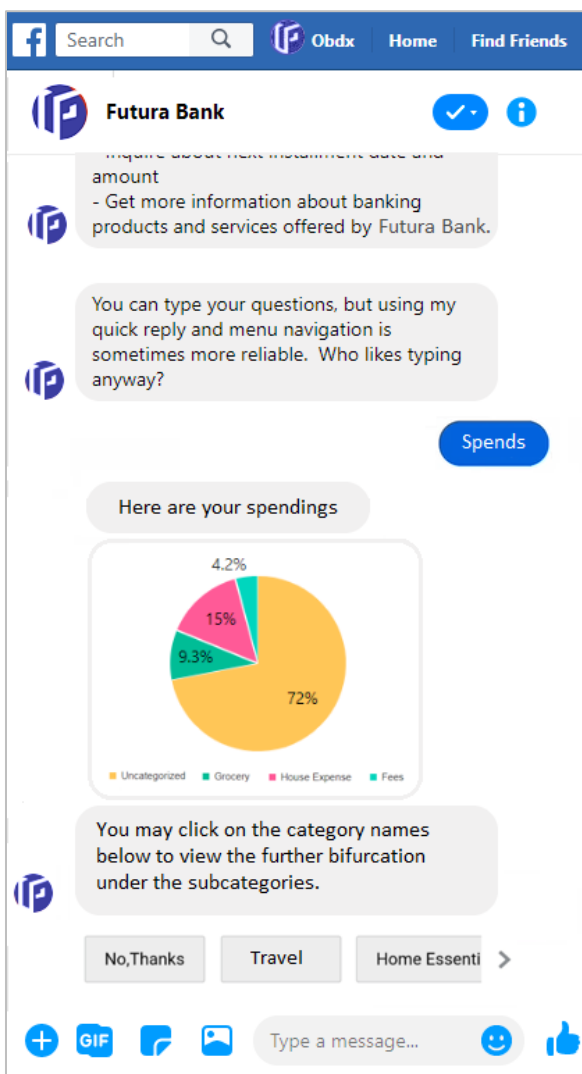 Search
Obdx
Home
Find Friends
Futura Bank
- Inquire about next installment date and
amount
- Get more information about banking
products and services offered by Futura Bank.
You can type your questions, but using my
quick reply and menu navigation is
sometimes more reliable. Who likes typing
anyway?
Spends
Here are your spendings
4.2%
15%
9.3%
72%
Uncategorized
Grocery
House Expense
Fees
You may click on the category names
below to view the further bifurcation
under the subcategories.
No,Thanks
Travel
Home Essenti
GIF
Type a message...